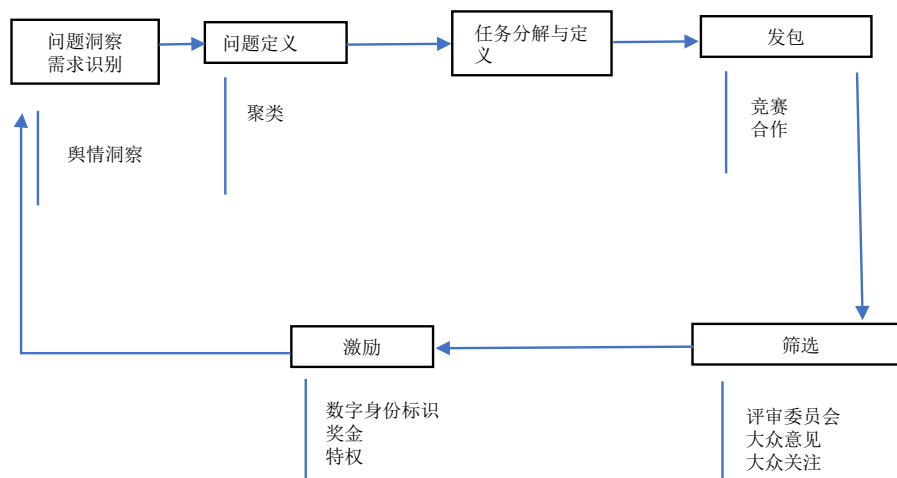 问题洞察
需求识别
问题定义
任务分解与定
义
发包
舆情洞察
聚类
竞赛
合作
激励
筛选
数字身份标识
奖金
特权
评审委员会
大众意见
大众关注